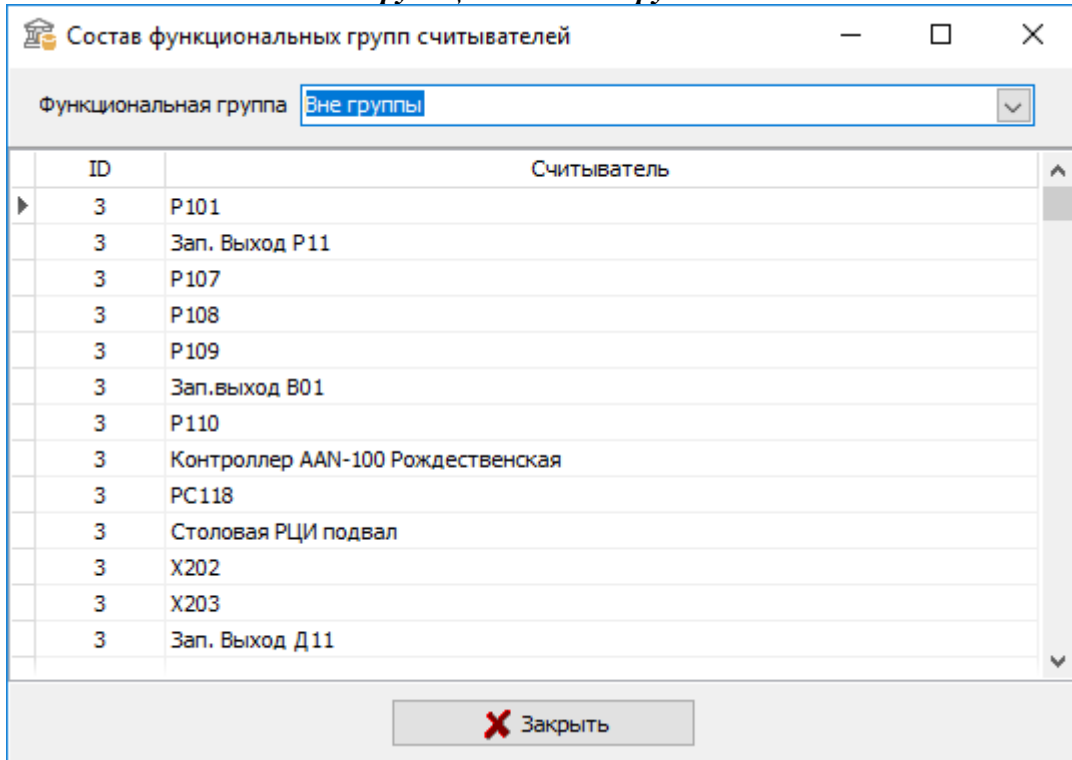 Состав функциональных групп считывателей
Функциональная группа Вне группы
ID Считыватель
3 Р101
3 Зап. Выход Р11
3 Р107
3 Р108
3 Р109
3 Зап.выход В01
3 Р110
3 Контроллер AAN-100 Рождественская
3 РС118
3 Столовая РЦИ подвал
3 Х202
3 Х203
3 Зап. Выход Д11
Закрыть